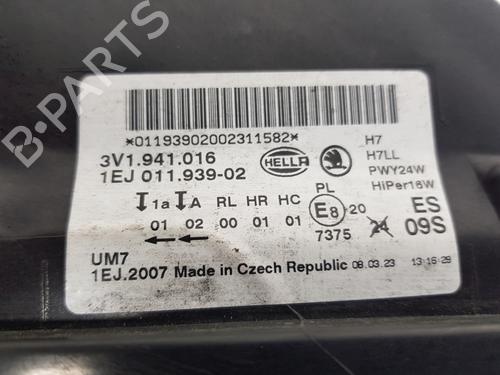 *01193902002311582*
3V1.941.016
1EJ 011.939-02
HELLA
H7
H7LL
PWY24W
HiPer16W
1a A RL HR HC PL
01 02 00 01 01
E8 20
7375 24
ES
09S
UM7
1EJ.2007 Made in Czech Republic 08.03.23 13:16:29
B-PARTS